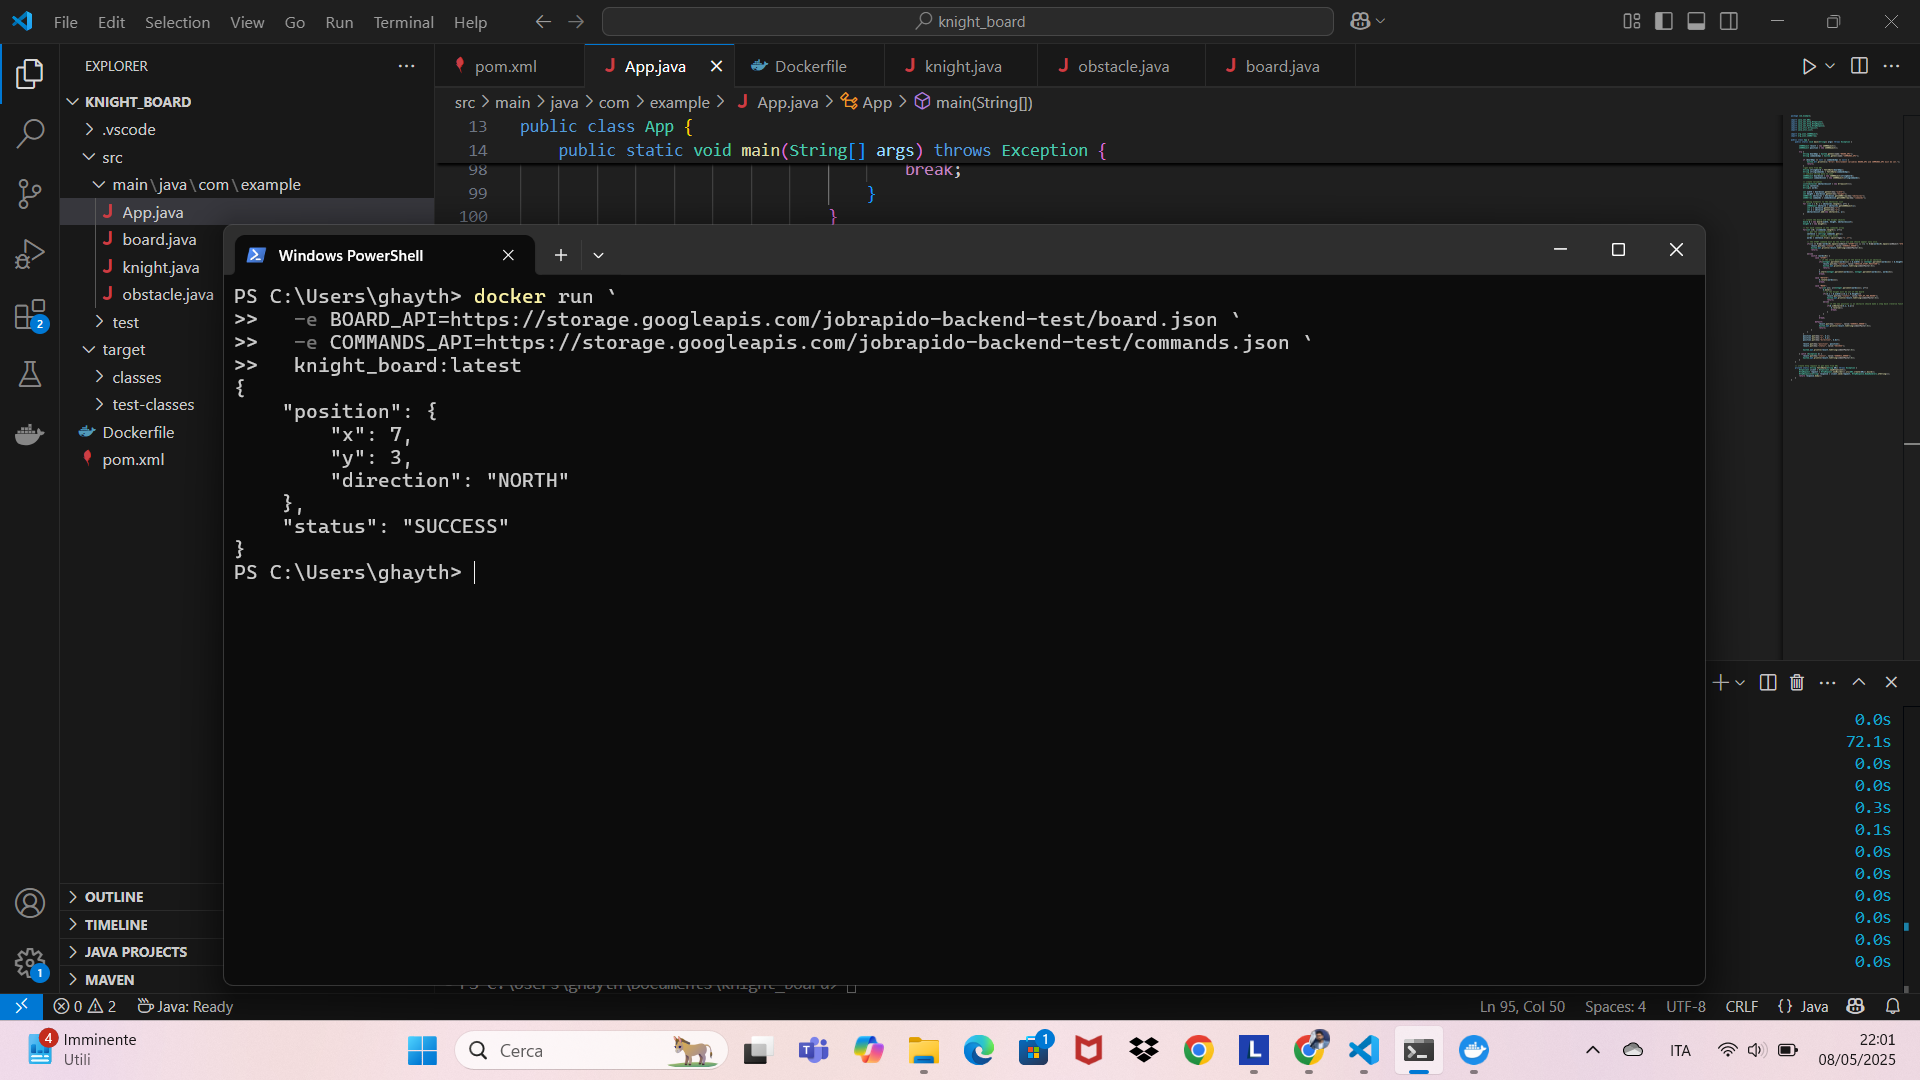 File Edit Selection View Go Run Terminal Help
knight_board
EXPLORER
pom.xml
App.java
Dockerfile
knight.java
obstacle.java
board.java
KNIGHT_BOARD
src > main > java > com > example > App.java > App > main(String[])
.vscode
src
main\java\com\example
App.java
board.java
knight.java
obstacle.java
test
target
classes
test-classes
Dockerfile
pom.xml
OUTLINE
TIMELINE
JAVA PROJECTS
MAVEN
2
1
13 public class App {
14 public static void main(String[] args) throws Exception {
98 break;
99 }
100 }
Windows PowerShell
PS C:\Users\ghayth> docker run `
>> -e BOARD_API=https://storage.googleapis.com/jobrapido-backend-test/board.json `
>> -e COMMANDS_API=https://storage.googleapis.com/jobrapido-backend-test/commands.json `
>> knight_board:latest
{
"position": {
"x": 7,
"y": 3,
"direction": "NORTH"
},
"status": "SUCCESS"
}
PS C:\Users\ghayth>
0.0s
72.1s
0.0s
0.0s
0.3s
0.1s
0.0s
0.0s
0.0s
0.0s
0.0s
0.0s
PS C:\Users\ghayth\Documents\knight_board>
0 2 Java: Ready
Ln 95, Col 50 Spaces: 4 UTF-8 CRLF {} Java
4
Imminente
Utili
Cerca
1
ITA
22:01
08/05/2025